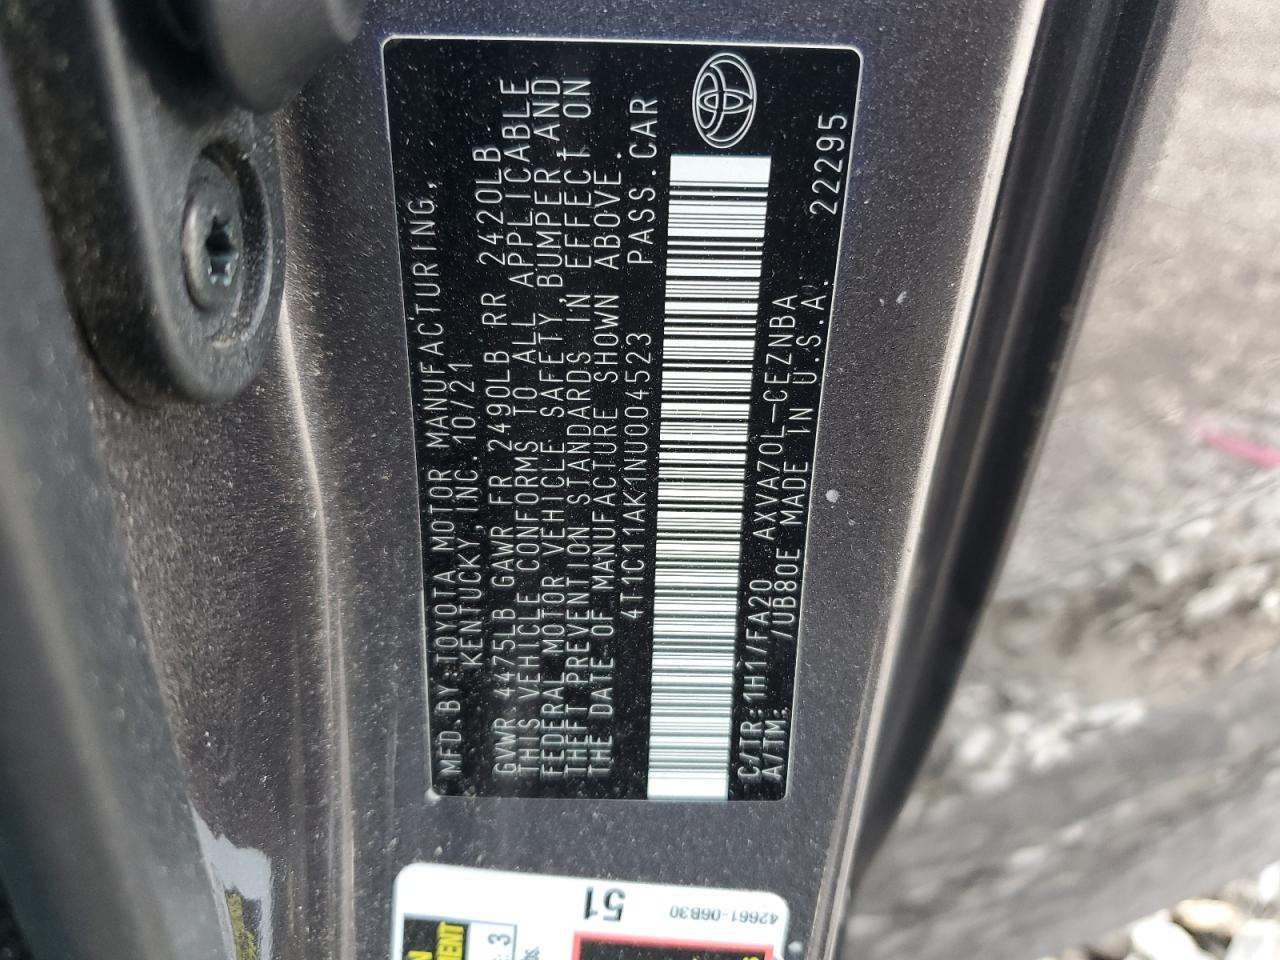 MFD.BY:TOYOTA MOTOR MANUFACTURING,
KENTUCKY, INC. 10/21
GVWR 4475LB GAWR FR 2490LB RR 2420LB.
THIS VEHICLE CONFORMS TO ALL APPLICABLE
FEDERAL MOTOR VEHICLE SAFETY,BUMPER AND
THEFT PREVENTION STANDARDS IN EFFECT ON
THE DATE OF MANUFACTURE SHOWN ABOVE.
4T1C11AK1NU004523 PASS.CAR
C/TR:1H1/FA20 AXVA70L-CEZNBA
A/TM: /UB80E MADE IN U.S.A. 22295
51
42661-06B30
3